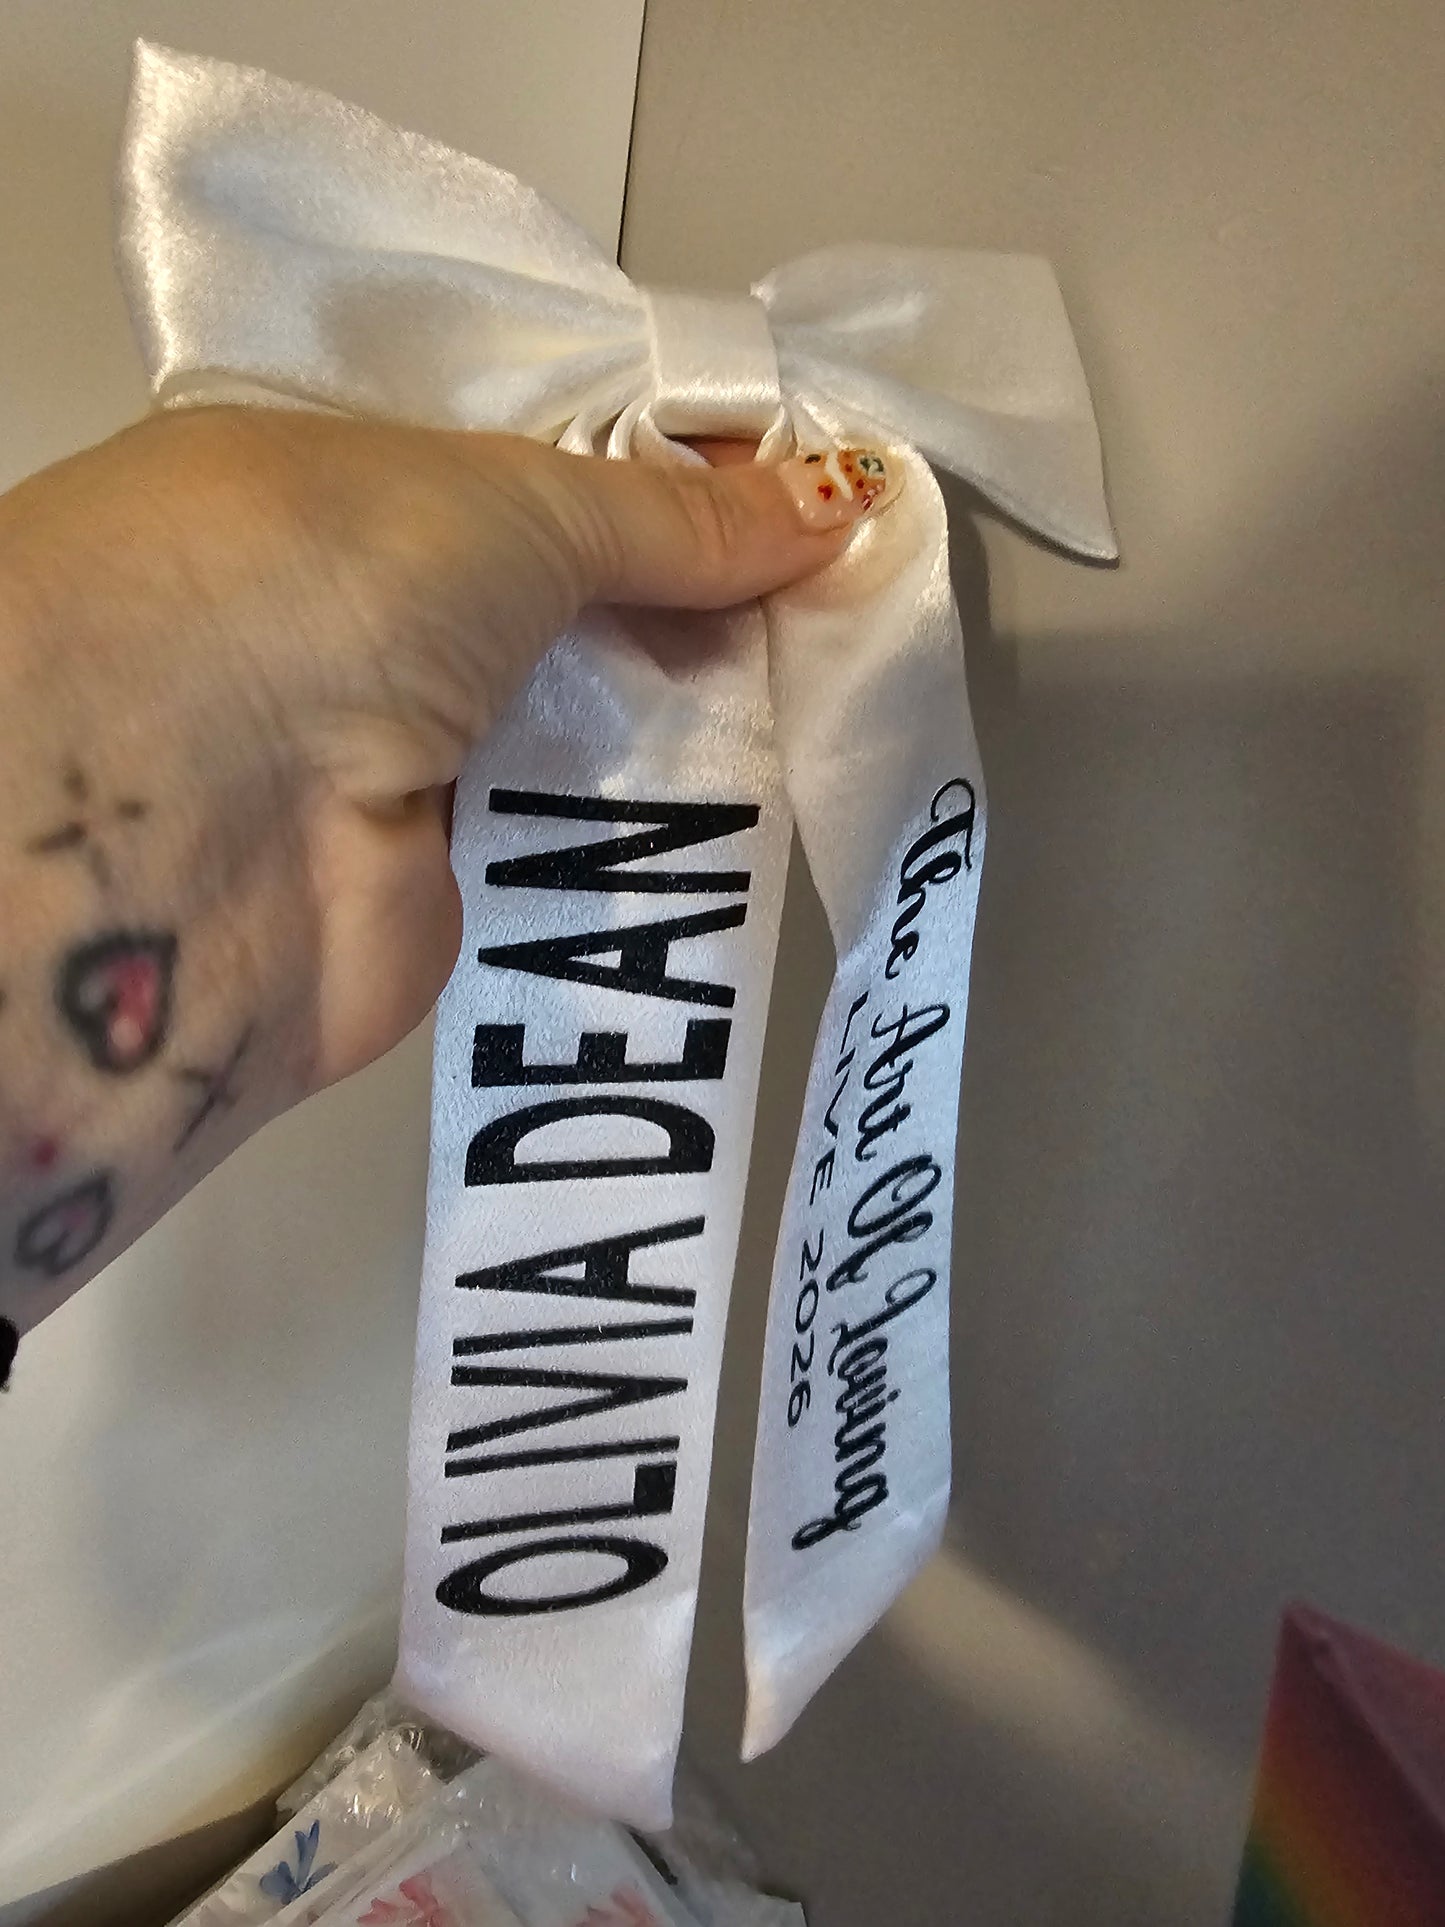 OLIVIA DEAN
The Art Of Loving
LIVE 2026